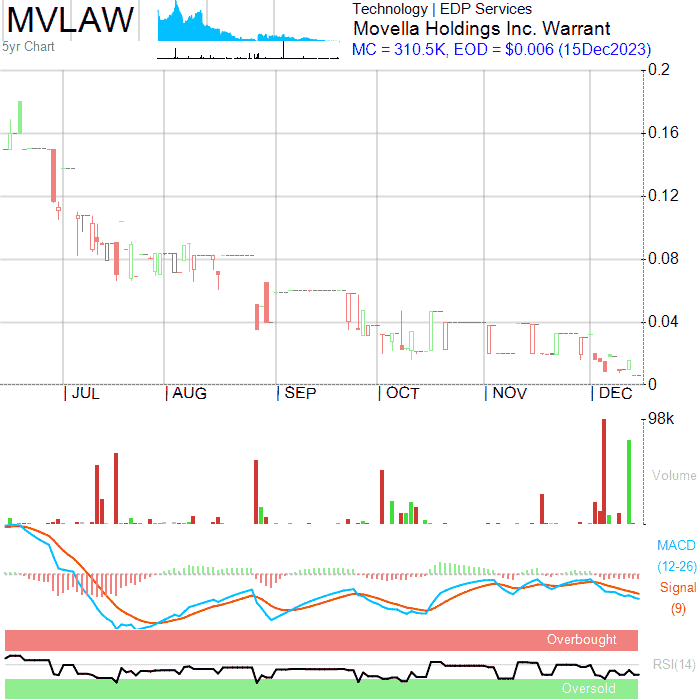 MVLAW
5yr Chart
Technology | EDP Services
Movella Holdings Inc. Warrant
MC = 310.5K, EOD = $0.006 (15Dec2023)
0.2
0.16
0.12
0.08
0.04
0
| JUL | AUG | SEP | OCT | NOV | DEC
98K
Volume
MACD
(12-26)
Signal
(9)
Overbought
RSI(14)
Oversold